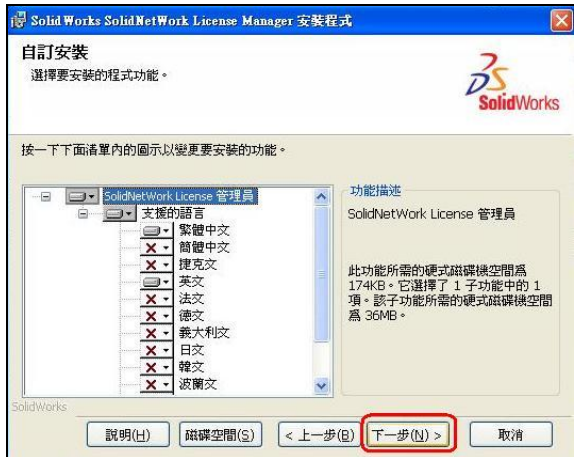 SolidWorks SolidNetWork License Manager 安裝程式
自訂安裝
選擇要安裝的程式功能。
SolidWorks
按一下下面清單內的圖示以變更要安裝的功能。
SolidNetWork License 管理員
支援的語言
繁體中文
簡體中文
捷克文
英文
法文
德文
義大利文
日文
韓文
波蘭文
功能描述
SolidNetWork License 管理員
此功能所需的硬式磁碟機空間為
174KB。它選擇了 1 子功能中的 1
項。該子功能所需的硬式磁碟機空間
為 36MB。
SolidWorks
說明(H)
磁碟空間(S)
< 上一步(B)
下一步(N) >
取消